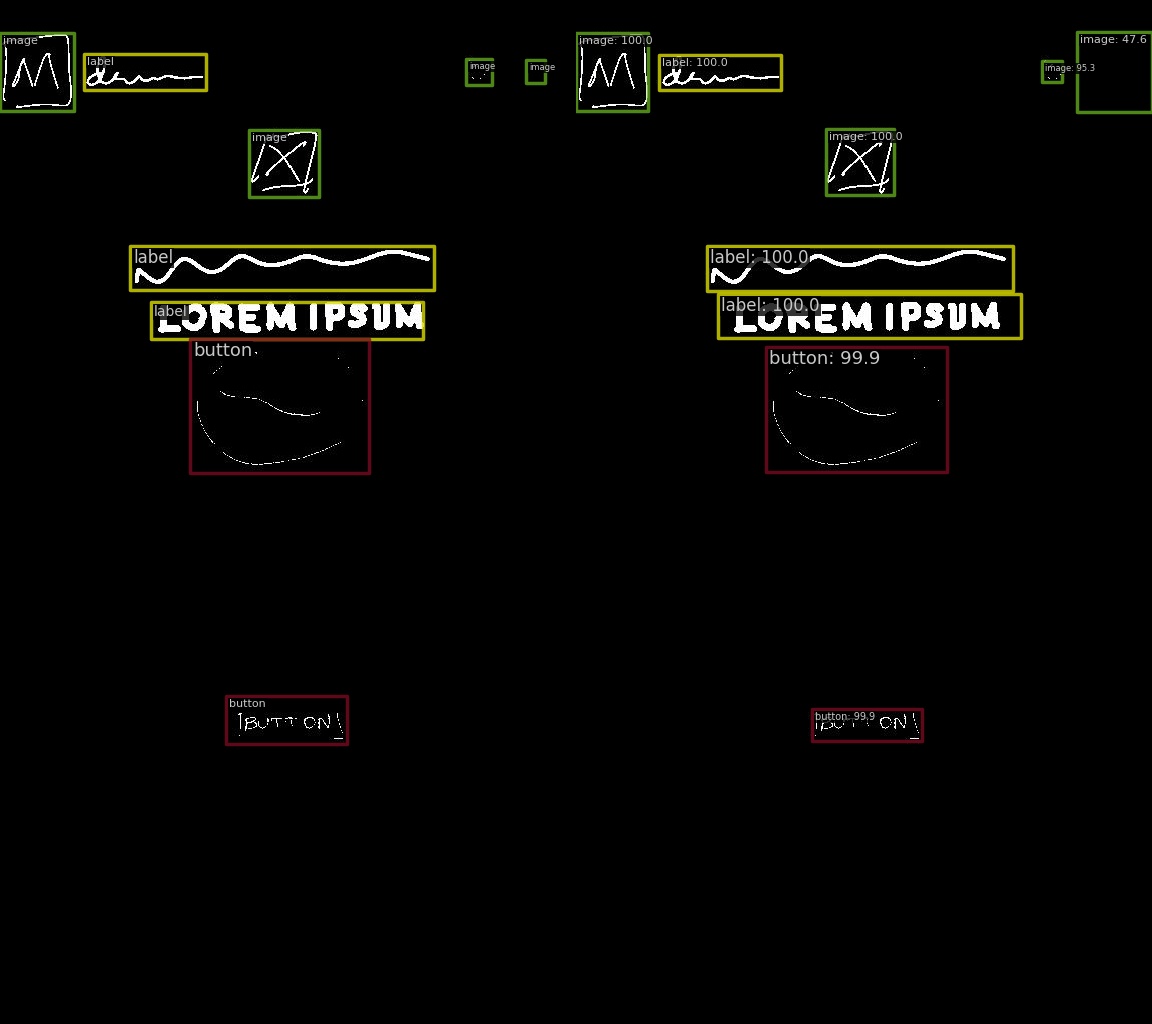 image image: 100.0 image: 47.6
label label: 100.0
image image image: 95.3
M M
image image: 100.0
label label: 100.0
label label: 100.0
LOREM IPSUM LOREM IPSUM
button button: 99.9
button button: 99.9
BUTTON BUTTON